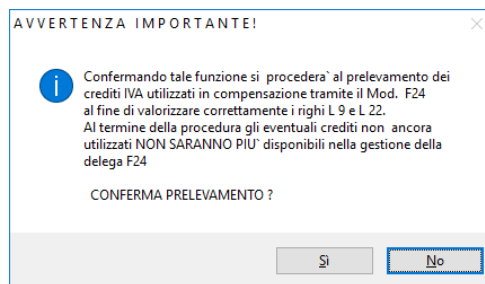 AVVERTENZA IMPORTANTE!
Confermando tale funzione si procedera` al prelevamento dei
crediti IVA utilizzati in compensazione tramite il Mod. F24
al fine di valorizzare correttamente i righi L 9 e L 22.
Al termine della procedura gli eventuali crediti non ancora
utilizzati NON SARANNO PIU` disponibili nella gestione della
delega F24
CONFERMA PRELEVAMENTO ?
Sì
No